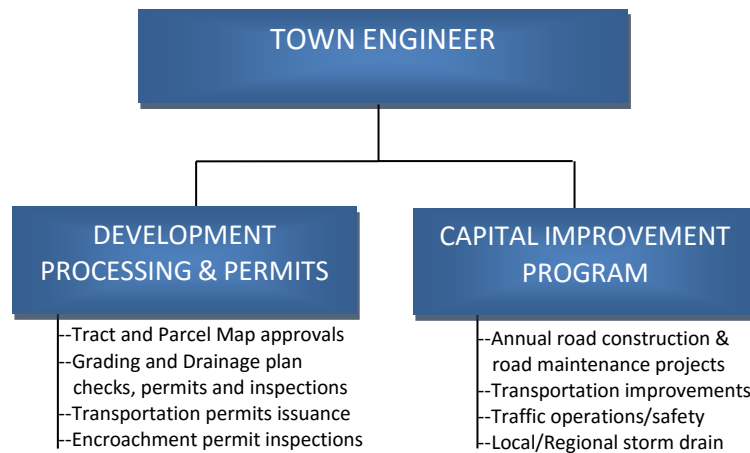 TOWN ENGINEER
DEVELOPMENT
PROCESSING & PERMITS
--Tract and Parcel Map approvals
--Grading and Drainage plan
checks, permits and inspections
--Transportation permits issuance
--Encroachment permit inspections
CAPITAL IMPROVEMENT
PROGRAM
--Annual road construction &
road maintenance projects
--Transportation improvements
--Traffic operations/safety
--Local/Regional storm drain